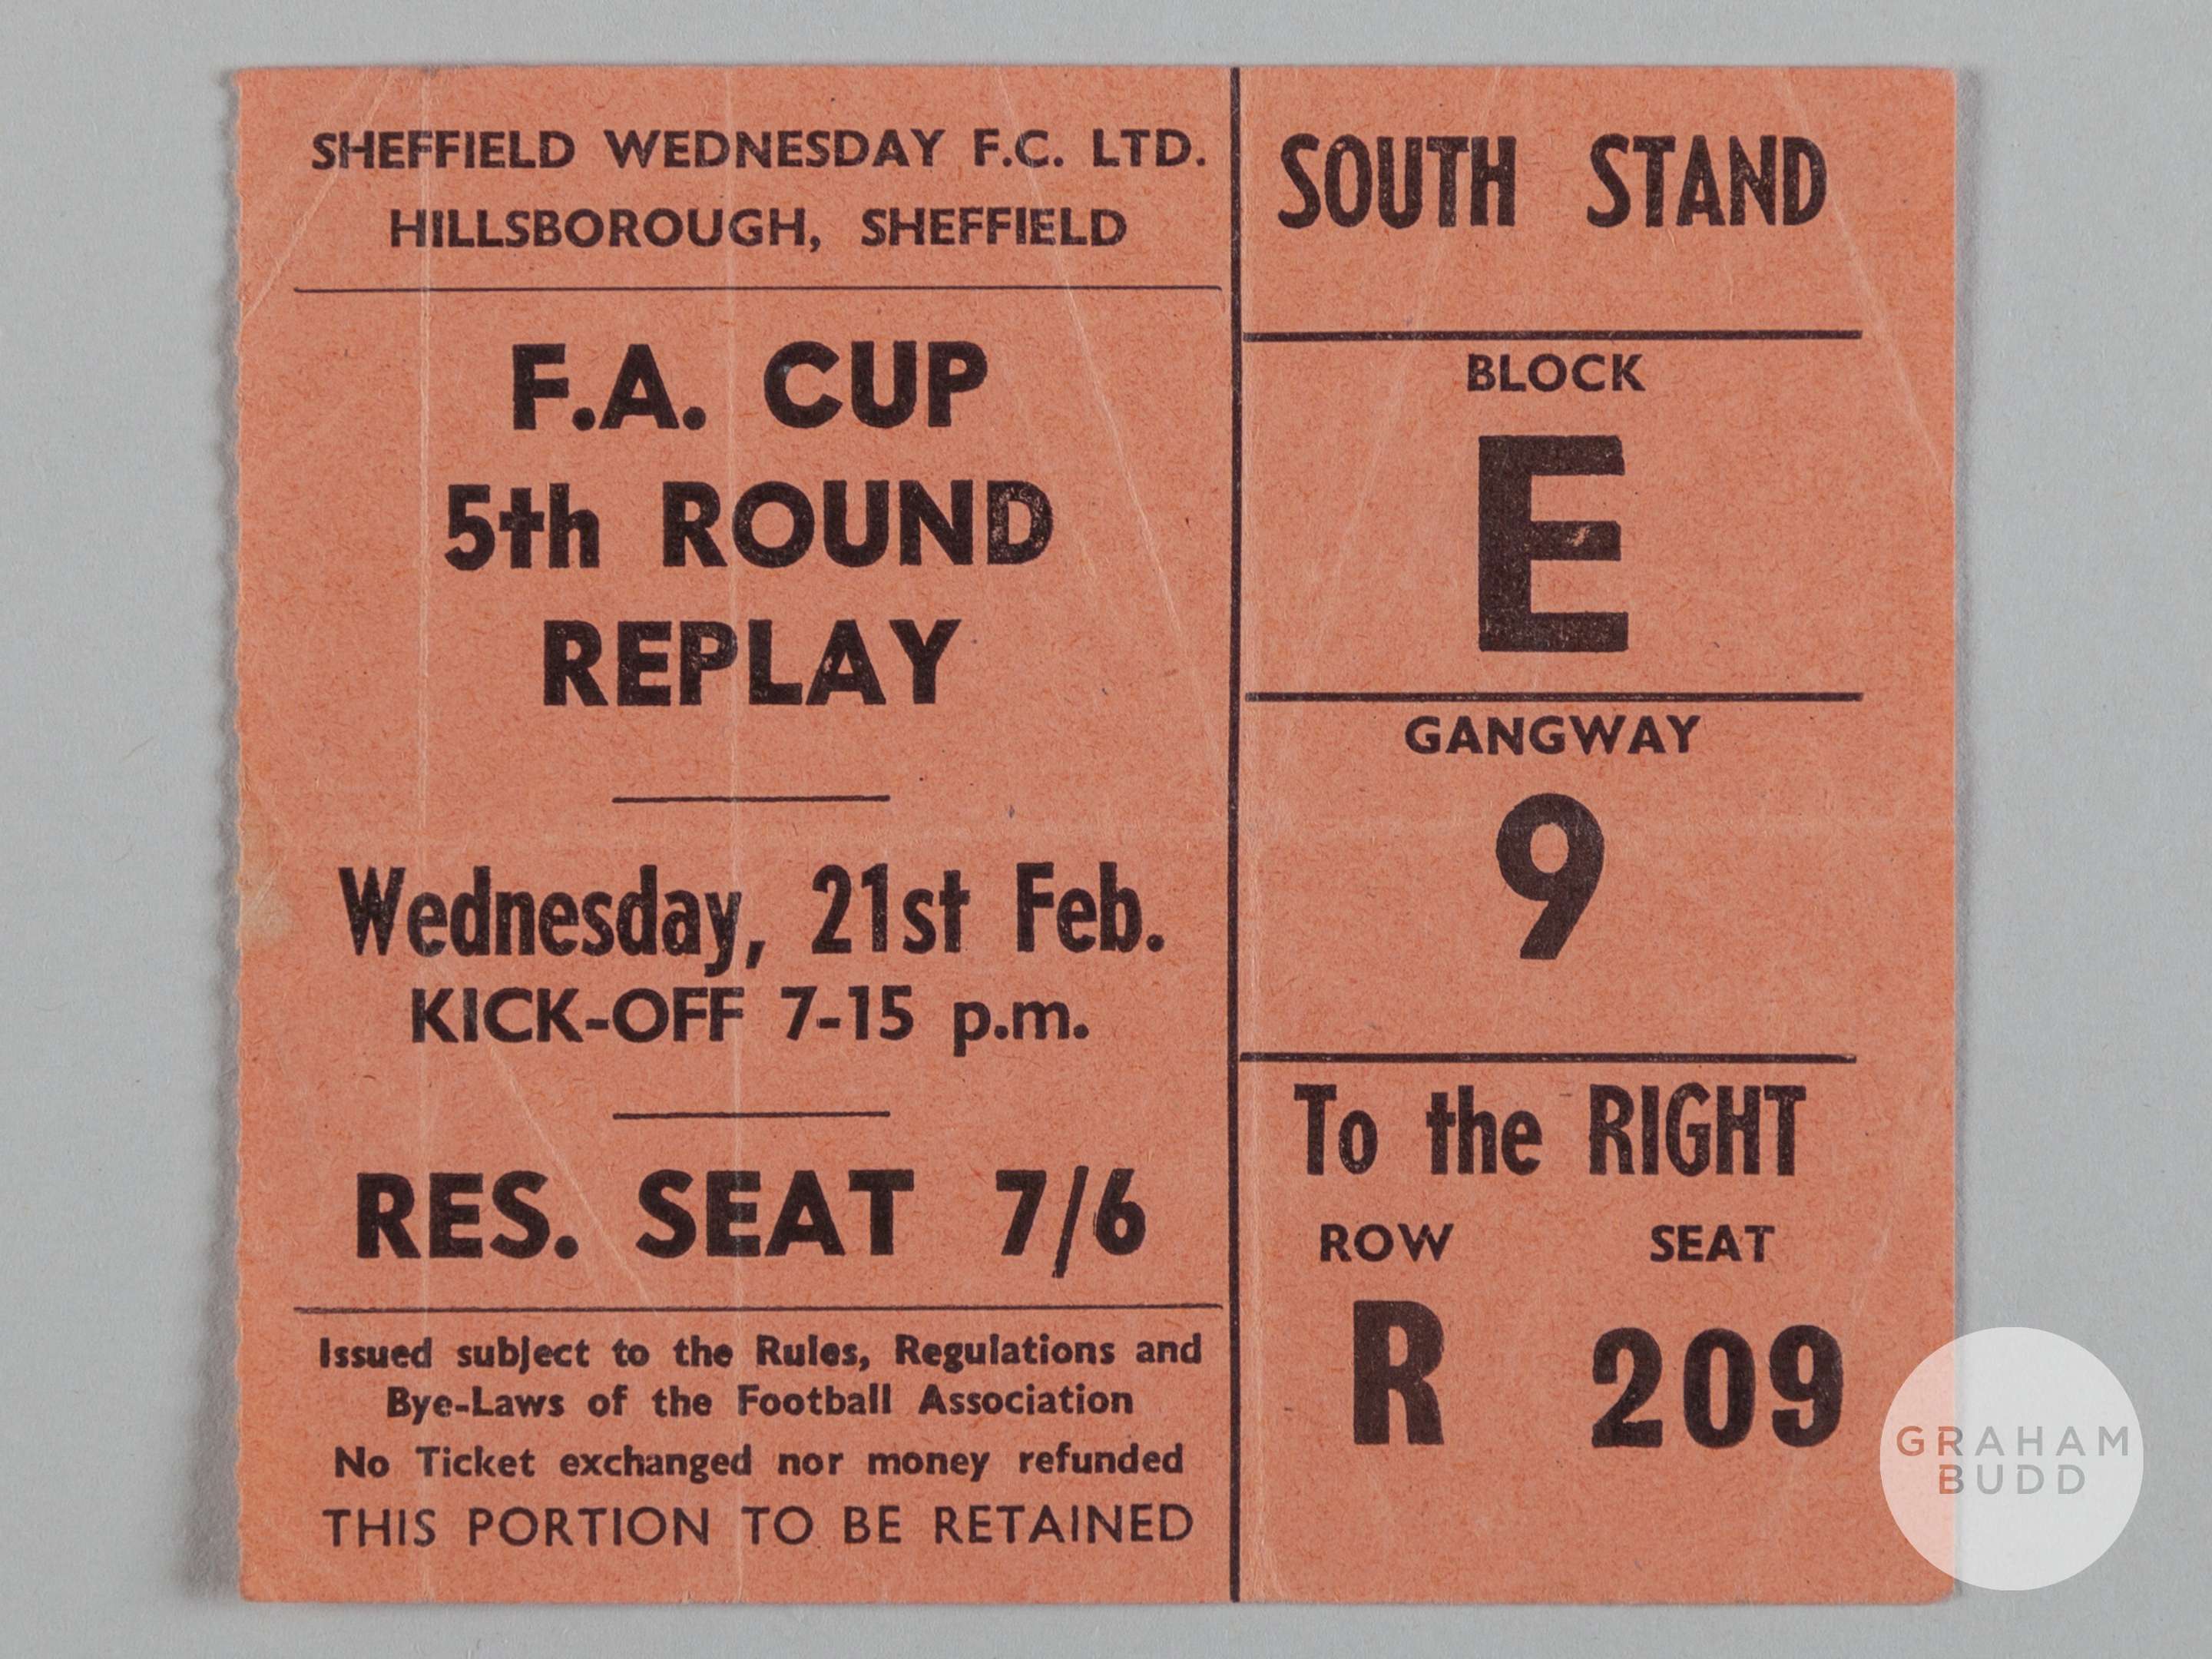 SHEFFIELD WEDNESDAY F.C. LTD.
HILLSBOROUGH, SHEFFIELD
F.A. CUP
5th ROUND
REPLAY
Wednesday, 21st Feb.
KICK-OFF 7-15 p.m.
RES. SEAT 7/6
Issued subject to the Rules, Regulations and
Bye-Laws of the Football Association
No Ticket exchanged nor money refunded
THIS PORTION TO BE RETAINED
SOUTH STAND
BLOCK
E
GANGWAY
9
To the RIGHT
ROW SEAT
R 209
GRAHAM
BUDD